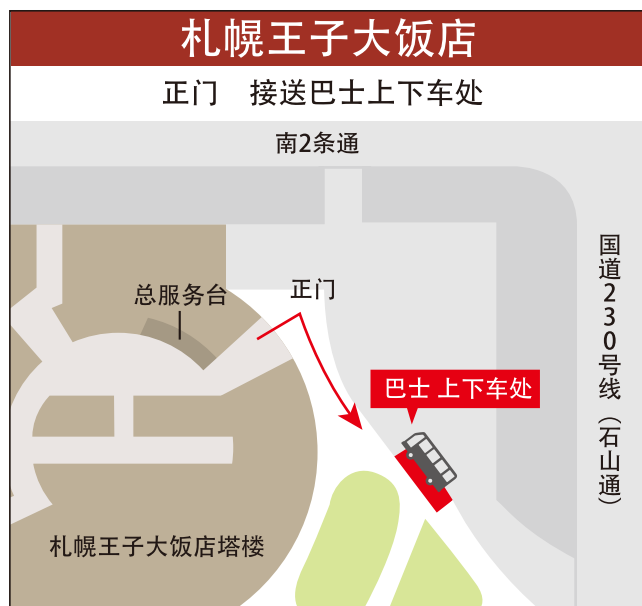 札幌王子大饭店
正门　接送巴士上下车处
南2条通
国道230号线（石山通）
总服务台
正门
巴士 上下车处
札幌王子大饭店塔楼